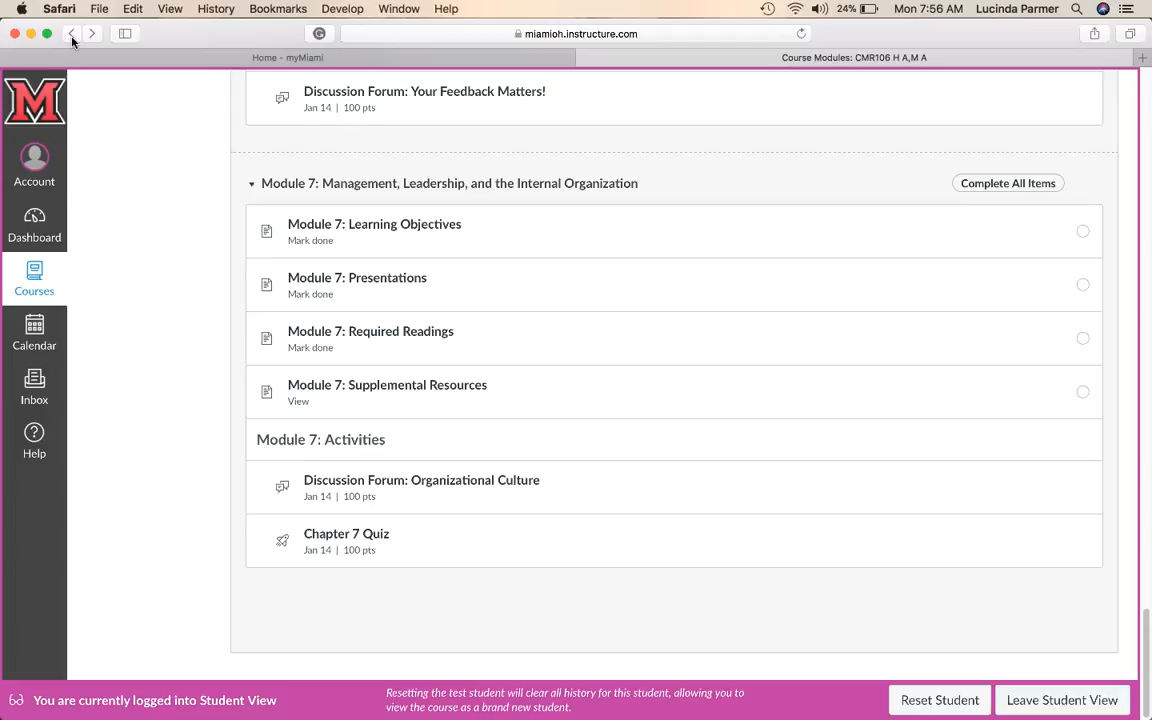 Safari File Edit View History Bookmarks Develop Window Help 24% Mon 7:56 AM Lucinda Parmer
miamioh.instructure.com
Home - myMiami Course Modules: CMR106 H A,M A
M
Account
Dashboard
Courses
Calendar
Inbox
Help
Discussion Forum: Your Feedback Matters!
Jan 14 | 100 pts
Module 7: Management, Leadership, and the Internal Organization Complete All Items
Module 7: Learning Objectives
Mark done
Module 7: Presentations
Mark done
Module 7: Required Readings
Mark done
Module 7: Supplemental Resources
View
Module 7: Activities
Discussion Forum: Organizational Culture
Jan 14 | 100 pts
Chapter 7 Quiz
Jan 14 | 100 pts
You are currently logged into Student View
Resetting the test student will clear all history for this student, allowing you to
view the course as a brand new student.
Reset Student
Leave Student View